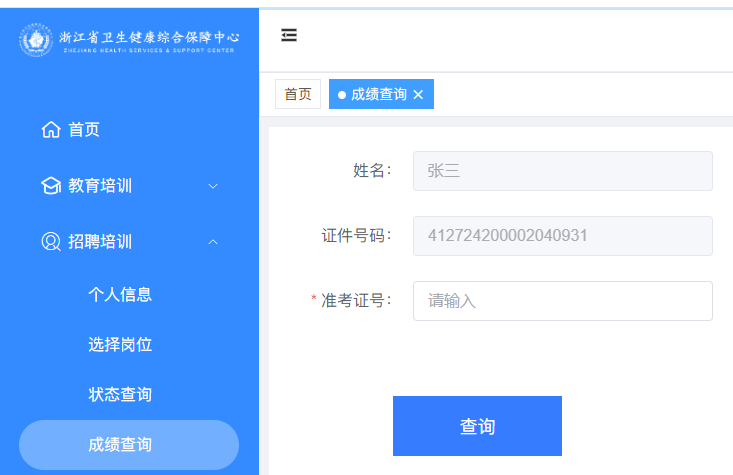 浙江省卫生健康综合保障中心
ZHEJIANG HEALTH SERVICES & SUPPORT CENTER
首页
教育培训
招聘培训
个人信息
选择岗位
状态查询
成绩查询
首页
成绩查询
姓名：
张三
证件号码：
412724200002040931
* 准考证号：
请输入
查询